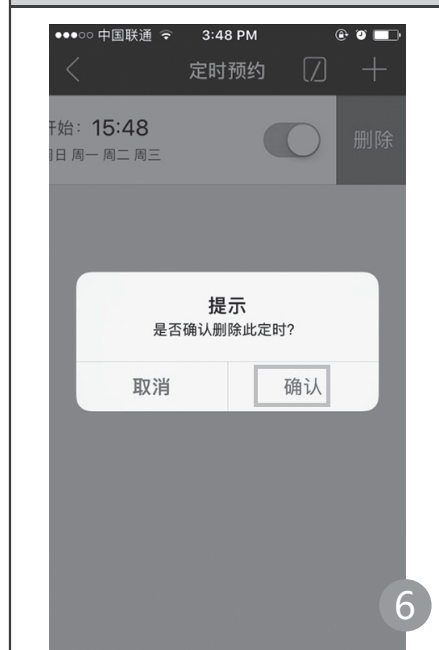 中国联通 3:48 PM
定时预约
开始：15:48
周日 周一 周二 周三
删除
提示
是否确认删除此定时?
取消 确认
6